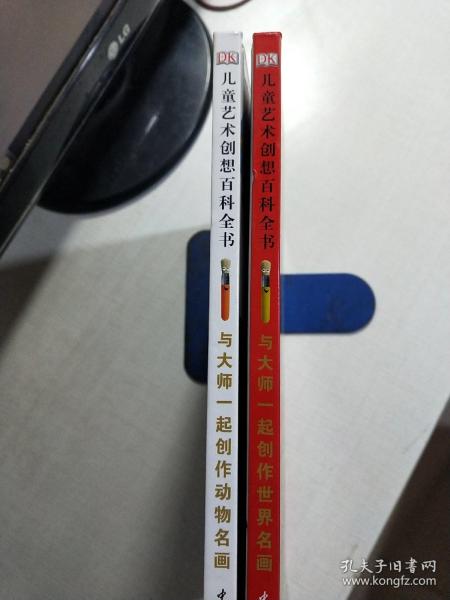 LG
DK
儿童艺术创想百科全书
与大师一起创作动物名画
中
DK
儿童艺术创想百科全书
与大师一起创作世界名画
中
孔夫子旧书网
www.kongfz.com